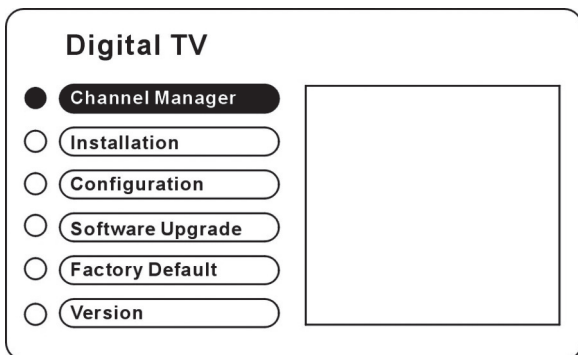 Digital TV
Channel Manager
Installation
Configuration
Software Upgrade
Factory Default
Version